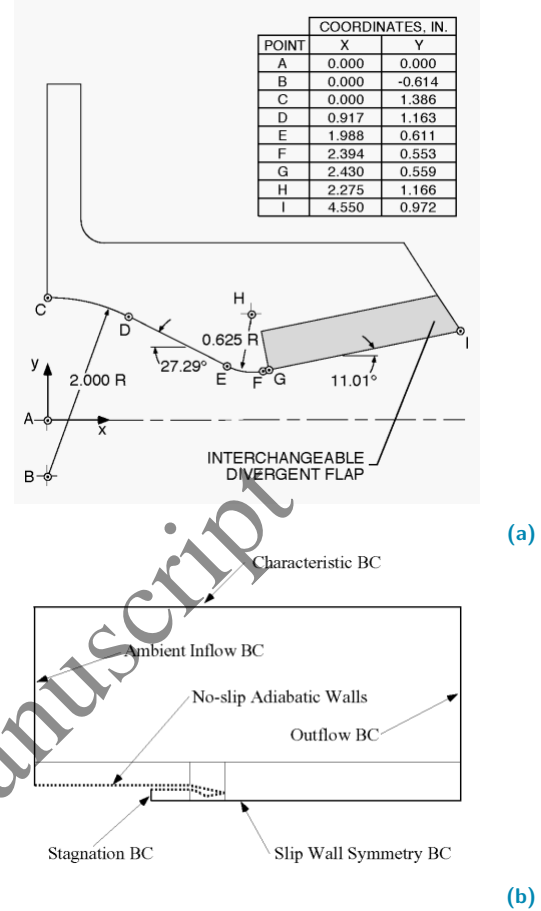 COORDINATES, IN.
POINT X Y
A 0.000 0.000
B 0.000 -0.614
C 0.000 1.386
D 0.917 1.163
E 1.988 0.611
F 2.394 0.553
G 2.430 0.559
H 2.275 1.166
I 4.550 0.972
C
D
H
0.625 R
I
27.29°
E
F
G
11.01°
y
2.000 R
A
x
B
INTERCHANGEABLE
DIVERGENT FLAP
(a)
Characteristic BC
Ambient Inflow BC
No-slip Adiabatic Walls
Outflow BC
Stagnation BC
Slip Wall Symmetry BC
(b)
anuscript